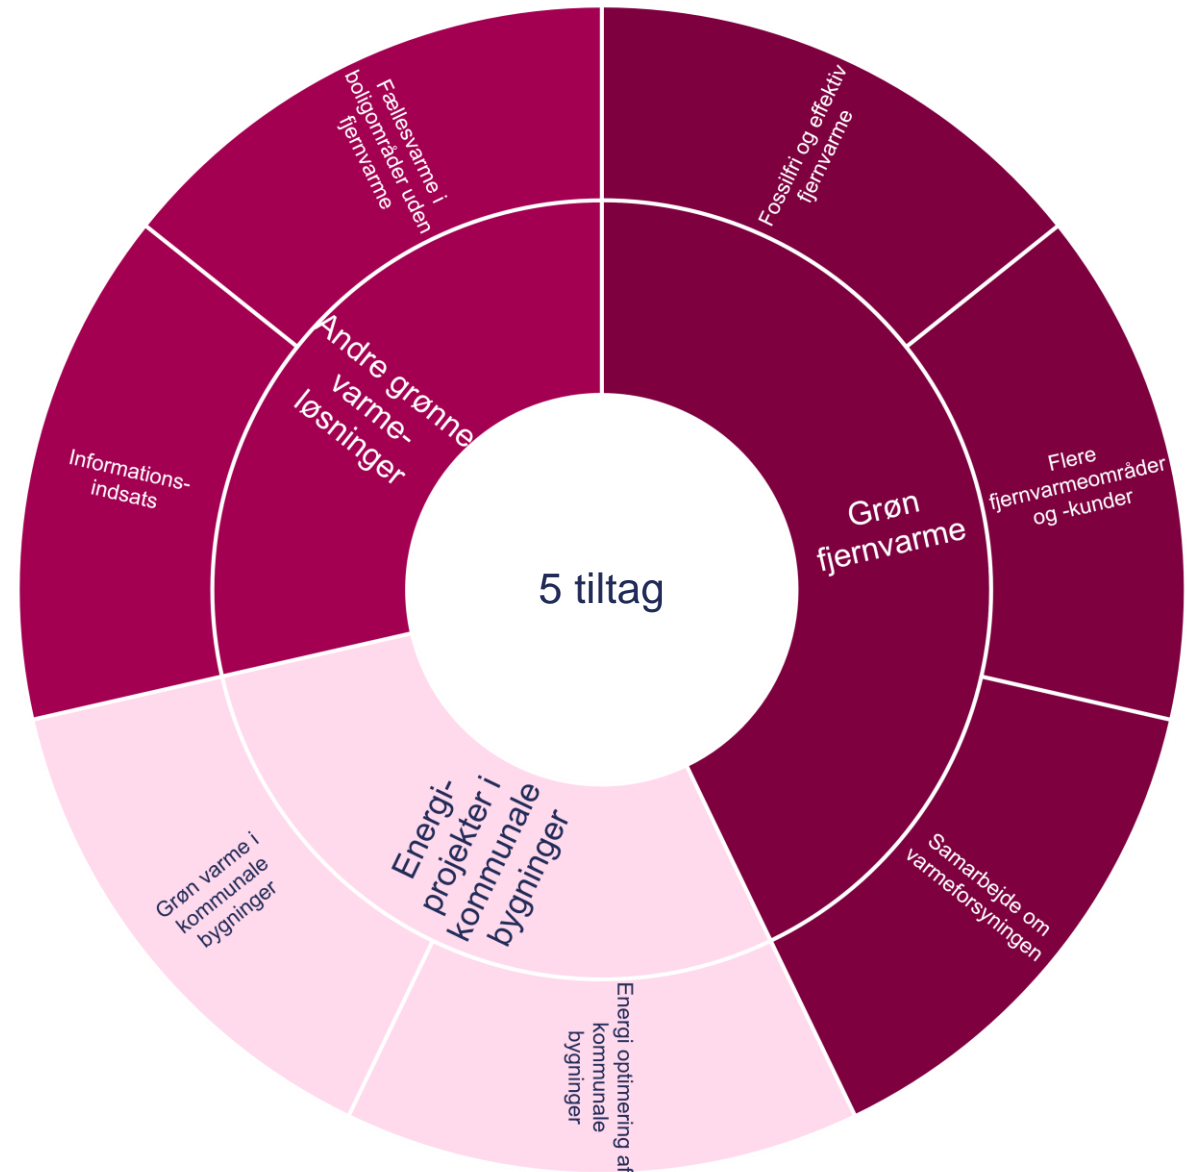 5 tiltag
Grøn
fjernvarme
Fossilfri og effektiv
fjernvarme
Flere
fjernvarmeområder
og -kunder
Samarbejde om
varmeforsyningen
Energi-
projekter i
kommunale
bygninger
Energi optimering af
kommunale
bygninger
Grøn varme i
kommunale
bygninger
Andre grønne
varme-
løsninger
Informations-
indsats
Fællesvarme i
boligområder uden
fjernvarme